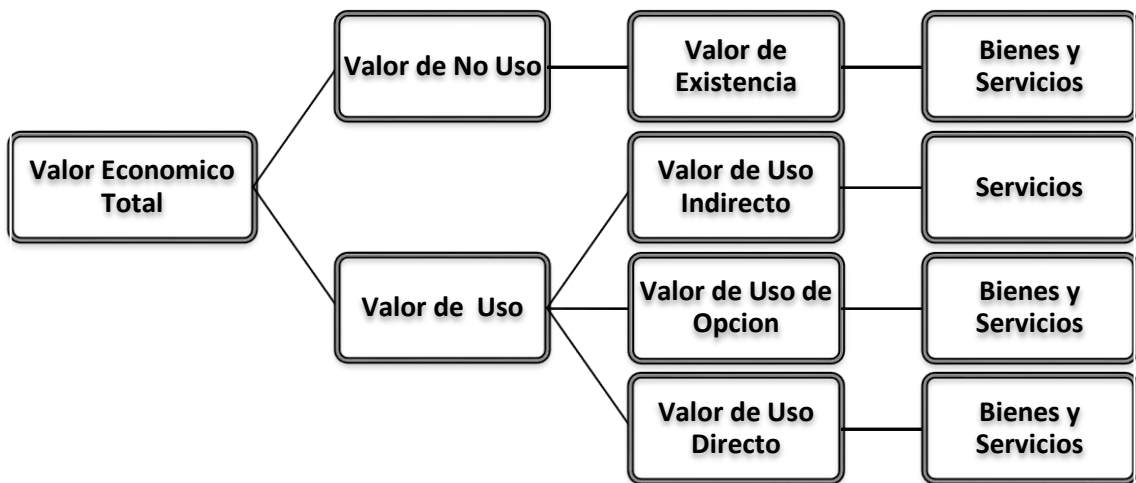 Valor de No Uso
Valor de
Existencia
Bienes y
Servicios
Valor Economico
Total
Valor de Uso
Indirecto
Servicios
Valor de Uso
Valor de Uso de
Opcion
Bienes y
Servicios
Valor de Uso
Directo
Bienes y
Servicios